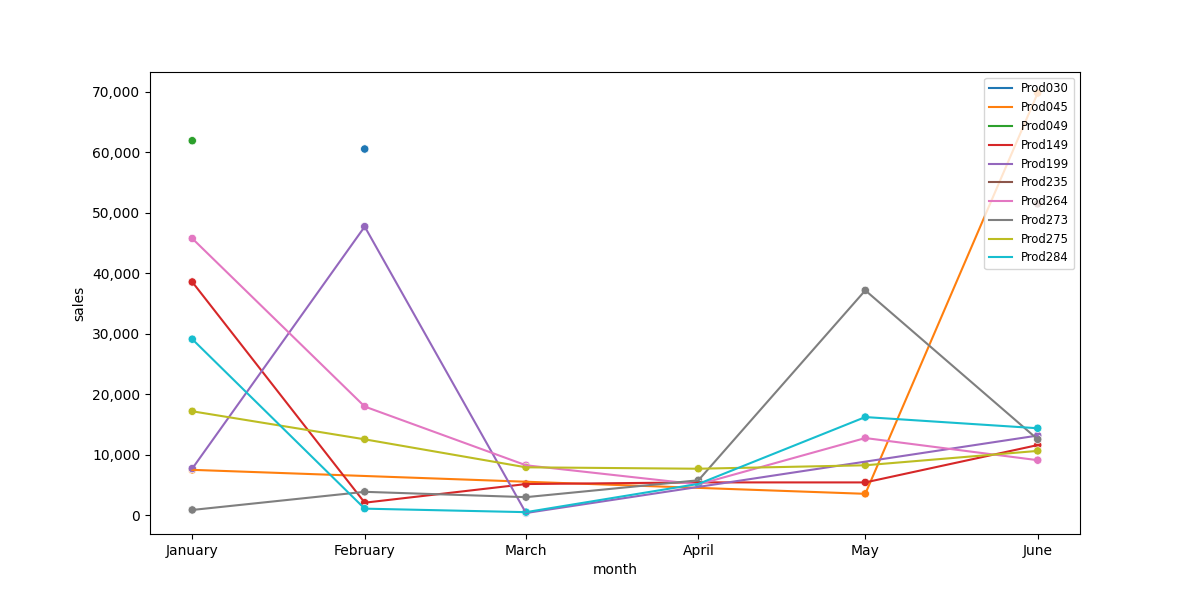 70,000
60,000
50,000
40,000
30,000
20,000
10,000
0
sales
January February March April May June
month
Prod030
Prod045
Prod049
Prod149
Prod199
Prod235
Prod264
Prod273
Prod275
Prod284